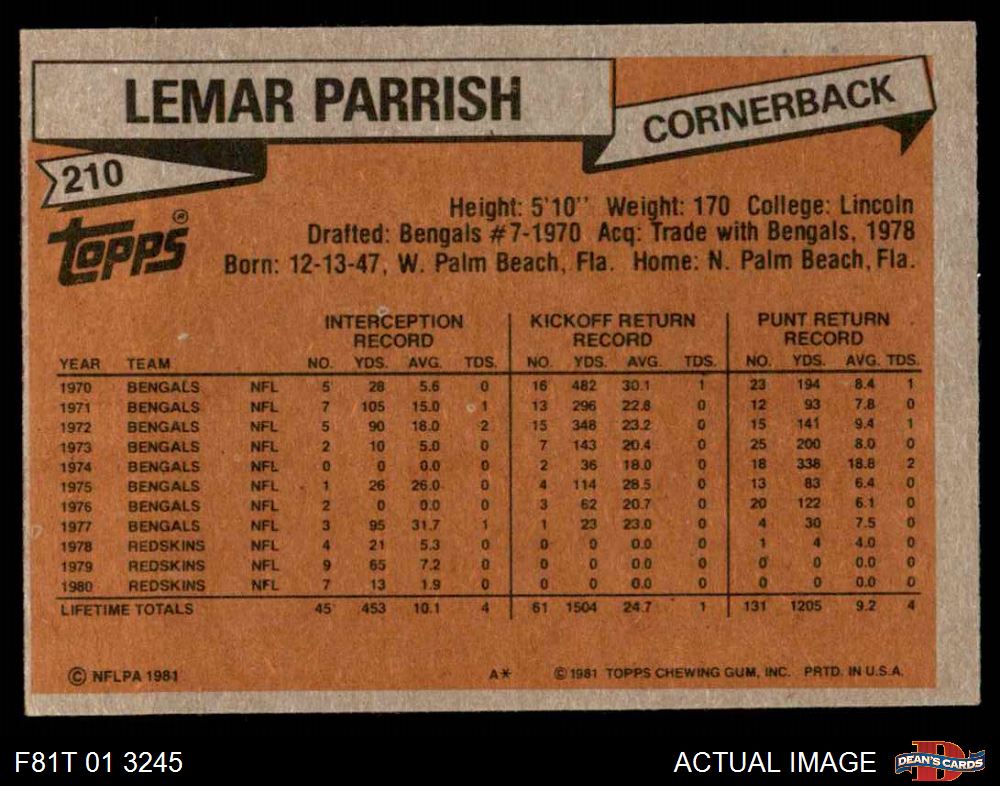 LEMAR PARRISH
CORNERBACK
210
TOPPS ®
Height: 5'10'' Weight: 170 College: Lincoln
Drafted: Bengals #7-1970 Acq: Trade with Bengals, 1978
Born: 12-13-47, W. Palm Beach, Fla. Home: N. Palm Beach, Fla.
INTERCEPTION RECORD KICKOFF RETURN RECORD PUNT RETURN RECORD
YEAR TEAM NO. YDS. AVG. TDS. NO. YDS. AVG. TDS. NO. YDS. AVG. TDS.
1970 BENGALS NFL 5 28 5.6 0 16 482 30.1 1 23 194 8.4 1
1971 BENGALS NFL 7 105 15.0 1 13 296 22.8 0 12 93 7.8 0
1972 BENGALS NFL 5 90 18.0 2 15 348 23.2 0 15 141 9.4 1
1973 BENGALS NFL 2 10 5.0 0 7 143 20.4 0 25 200 8.0 0
1974 BENGALS NFL 0 0 0.0 0 2 36 18.0 0 18 338 18.8 2
1975 BENGALS NFL 1 26 26.0 0 4 114 28.5 0 13 83 6.4 0
1976 BENGALS NFL 2 0 0.0 0 3 62 20.7 0 20 122 6.1 0
1977 BENGALS NFL 3 95 31.7 1 1 23 23.0 0 4 30 7.5 0
1978 REDSKINS NFL 4 21 5.3 0 0 0 0.0 0 1 4 4.0 0
1979 REDSKINS NFL 9 65 7.2 0 0 0 0.0 0 0 0 0.0 0
1980 REDSKINS NFL 7 13 1.9 0 0 0 0.0 0 0 0 0.0 0
LIFETIME TOTALS 45 453 10.1 4 61 1504 24.7 1 131 1205 9.2 4
© NFLPA 1981 A* © 1981 TOPPS CHEWING GUM, INC. PRTD. IN U.S.A.
F81T 01 3245 ACTUAL IMAGE D DEAN'S CARDS